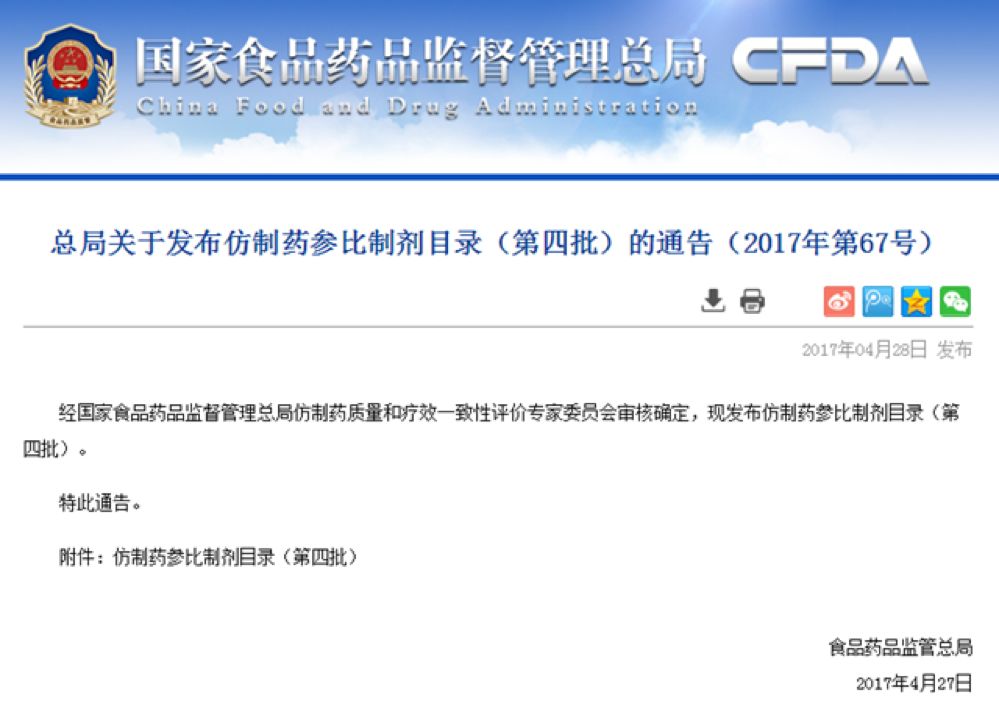 国家食品药品监督管理总局 CFDA
China Food and Drug Administration
总局关于发布仿制药参比制剂目录（第四批）的通告（2017年第67号）
2017年04月28日 发布
经国家食品药品监督管理总局仿制药质量和疗效一致性评价专家委员会审核确定，现发布仿制药参比制剂目录（第
四批）。
特此通告。
附件：仿制药参比制剂目录（第四批）
食品药品监管总局
2017年4月27日